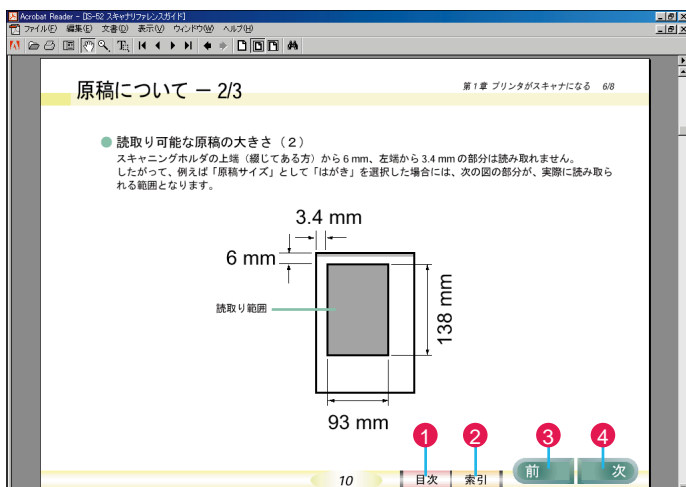 Acrobat Reader - [IS-52 スキャナリファレンスガイド]
ファイル(F) 編集(E) 文書(D) 表示(V) ウィンドウ(W) ヘルプ(H)
原稿について － 2/3
第1章 プリンタがスキャナになる 6/8
● 読取り可能な原稿の大きさ（2）
スキャニングホルダの上端（綴じてある方）から 6 mm、左端から 3.4 mm の部分は読み取れません。
したがって、例えば「原稿サイズ」として「はがき」を選択した場合には、次の図の部分が、実際に読み取ら
れる範囲となります。
3.4 mm
6 mm
読取り範囲
138 mm
93 mm
1 2 3 4
10 目次 索引 前 次